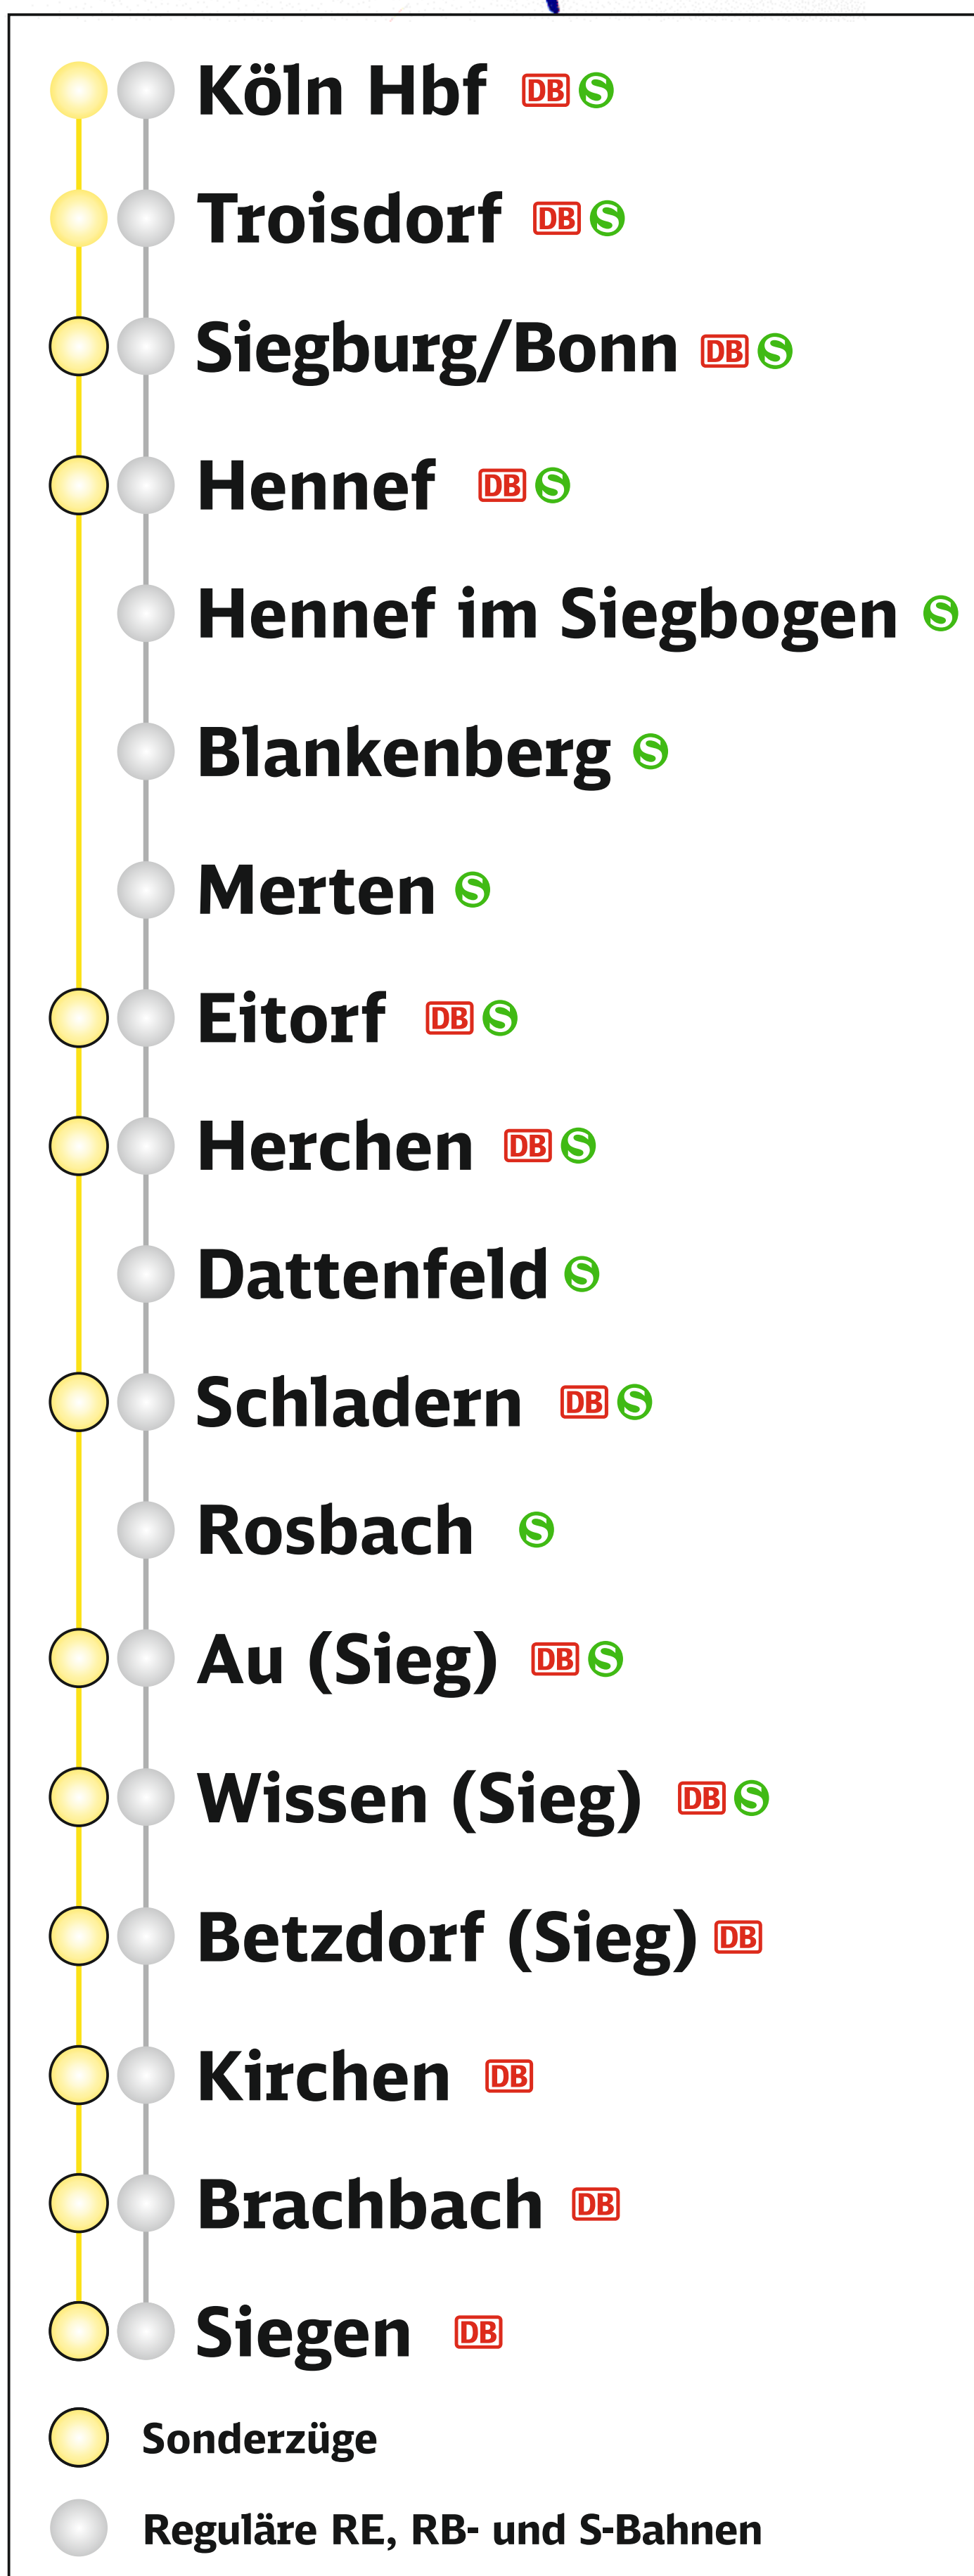 Köln Hbf DB S
Troisdorf DB S
Siegburg/Bonn DB S
Hennef DB S
Hennef im Siegbogen S
Blankenberg S
Merten S
Eitorf DB S
Herchen DB S
Dattenfeld S
Schladern DB S
Rosbach S
Au (Sieg) DB S
Wissen (Sieg) DB S
Betzdorf (Sieg) DB
Kirchen DB
Brachbach DB
Siegen DB
Sonderzüge
Reguläre RE, RB- und S-Bahnen